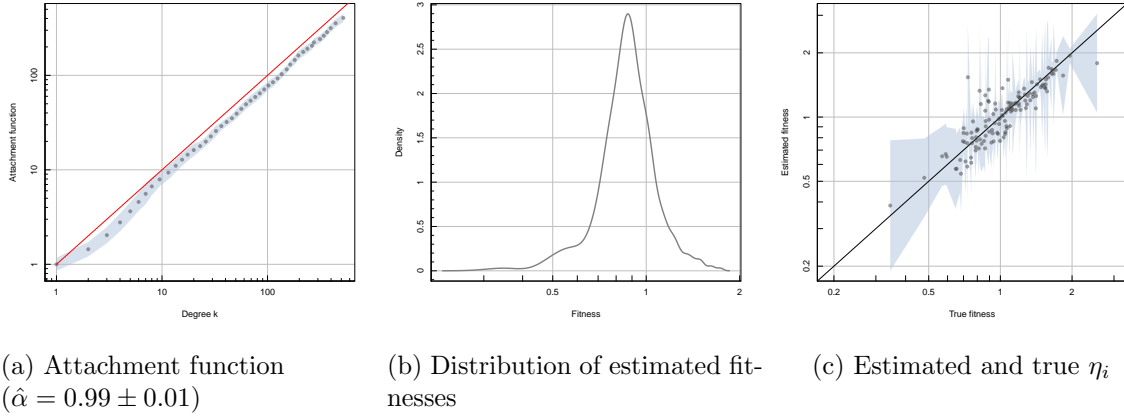 Attachment function
100
10
1
1
10
100
Degree k
Density
3
2.5
2
1.5
1
0.5
0
0.5
1
2
Fitness
Estimated fitness
2
1
0.5
0.2
0.2
0.5
1
2
True fitness
(a) Attachment function
(α̂ = 0.99 ± 0.01)
(b) Distribution of estimated fit-
nesses
(c) Estimated and true ηᵢ